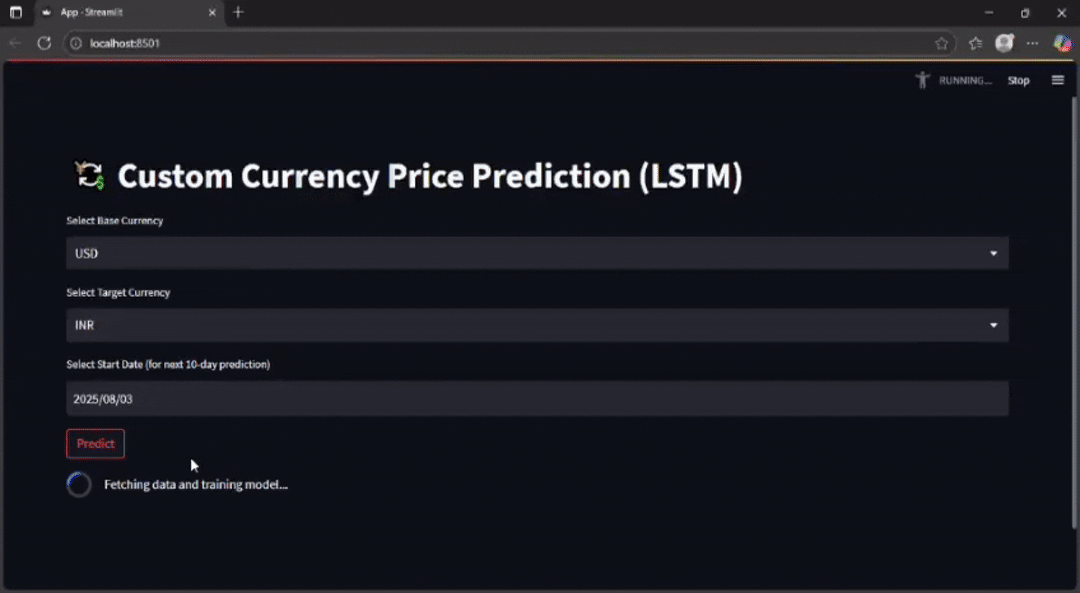 App · Streamlit
localhost:8501
RUNNING...
Stop
Custom Currency Price Prediction (LSTM)
Select Base Currency
USD
Select Target Currency
INR
Select Start Date (for next 10-day prediction)
2025/08/03
Predict
Fetching data and training model...